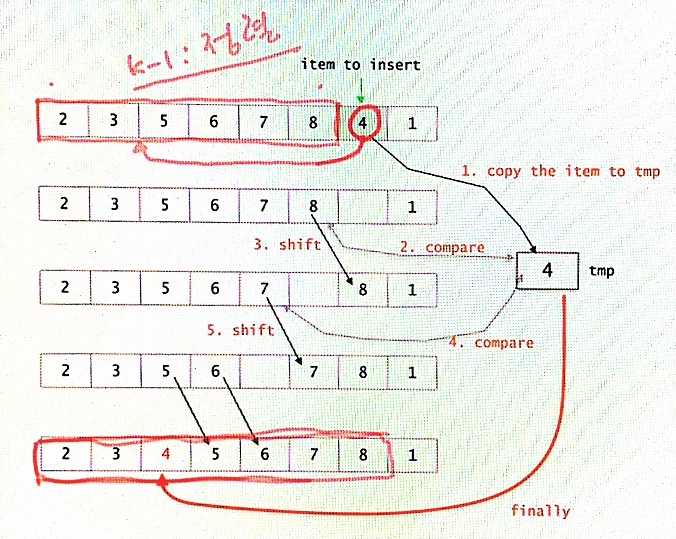 k-1: 정렬
item to insert
2 3 5 6 7 8 4 1
1. copy the item to tmp
2 3 5 6 7 8 1
3. shift
2. compare
4 tmp
2 3 5 6 7 8 1
5. shift
4. compare
2 3 5 6 7 8 1
2 3 4 5 6 7 8 1
finally